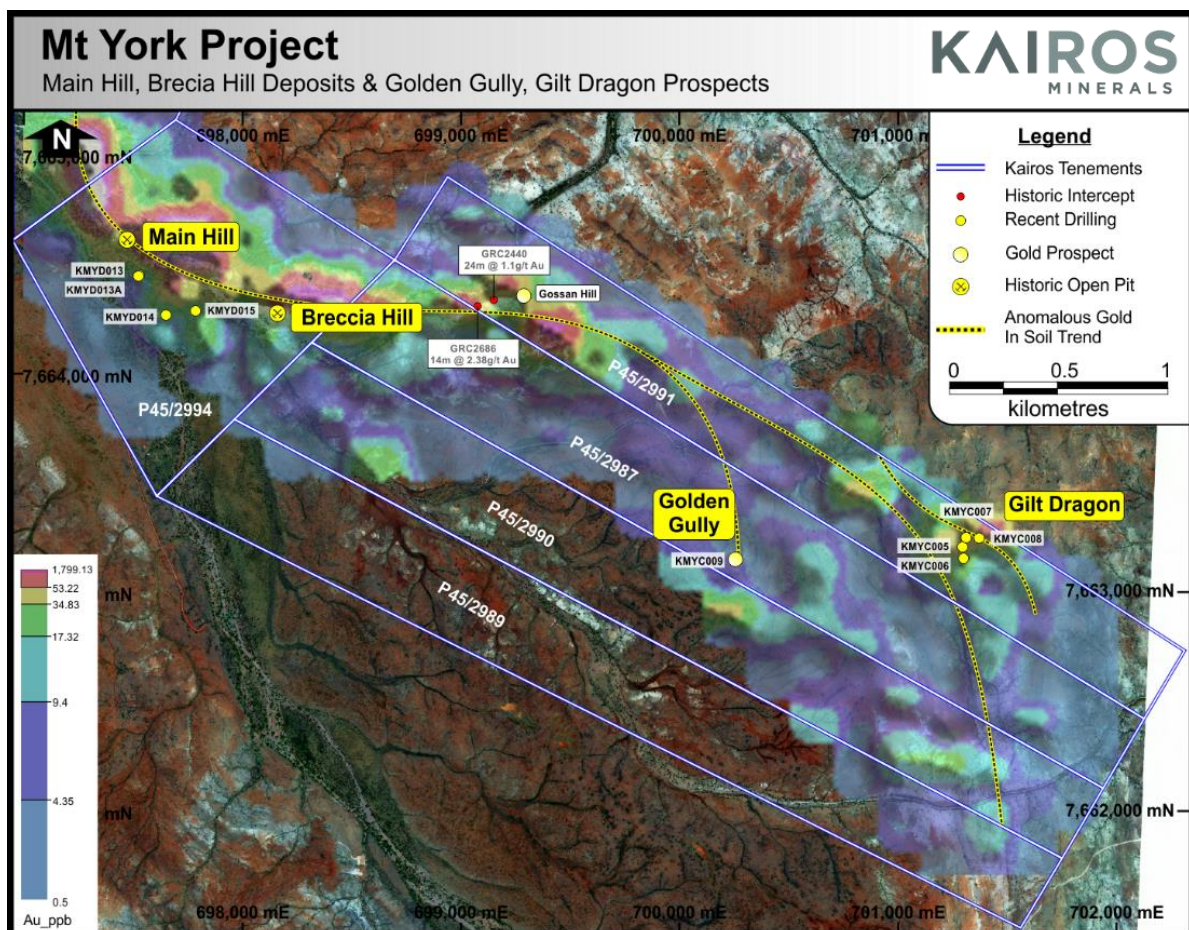 Mt York Project
Main Hill, Brecia Hill Deposits & Golden Gully, Gilt Dragon Prospects
KAIROS
MINERALS
N
698,000 mE
699,000 mE
700,000 mE
701,000 m
mN
Legend
Kairos Tenements
Historic Intercept
Recent Drilling
Gold Prospect
Historic Open Pit
Anomalous Gold
In Soil Trend
0 0.5 1
kilometres
Main Hill
KMYD013
KMYD013A
KMYD014
KMYD015
Breccia Hill
GRC2440
24m @ 1.1g/t Au
Gossan Hill
GRC2686
14m @ 2.38g/t Au
7,664,000 mN
P45/2994
P45/2991
P45/2987
P45/2990
P45/2989
Golden
Gully
KMYC009
Gilt Dragon
KMYC007
KMYC008
KMYC005
KMYC006
7,663,000 mN
mN
7,662,000 mN
mN
1,799.13
53.22
34.83
17.32
9.4
4.35
0.5
Au_ppb
698,000 mE
699,000 mE
700,000 mE
701,000 mE
702,000 mE